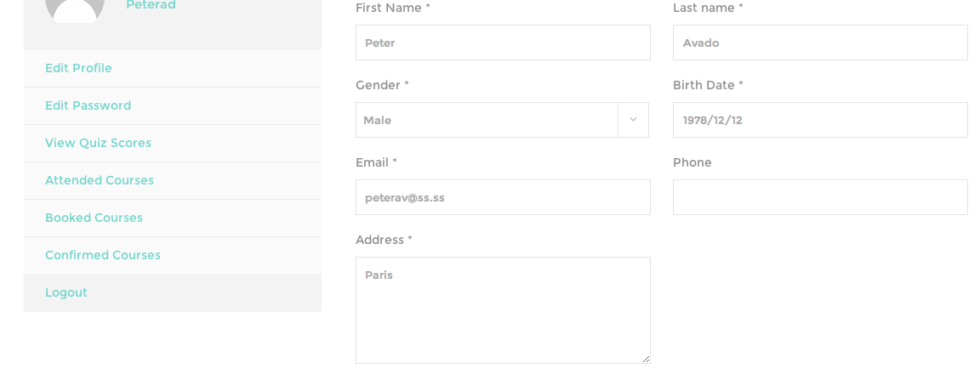 Peterad
Edit Profile
Edit Password
View Quiz Scores
Attended Courses
Booked Courses
Confirmed Courses
Logout
First Name *
Last name *
Peter
Avado
Gender *
Birth Date *
Male
1978/12/12
Email *
Phone
peterav@ss.ss
Address *
Paris